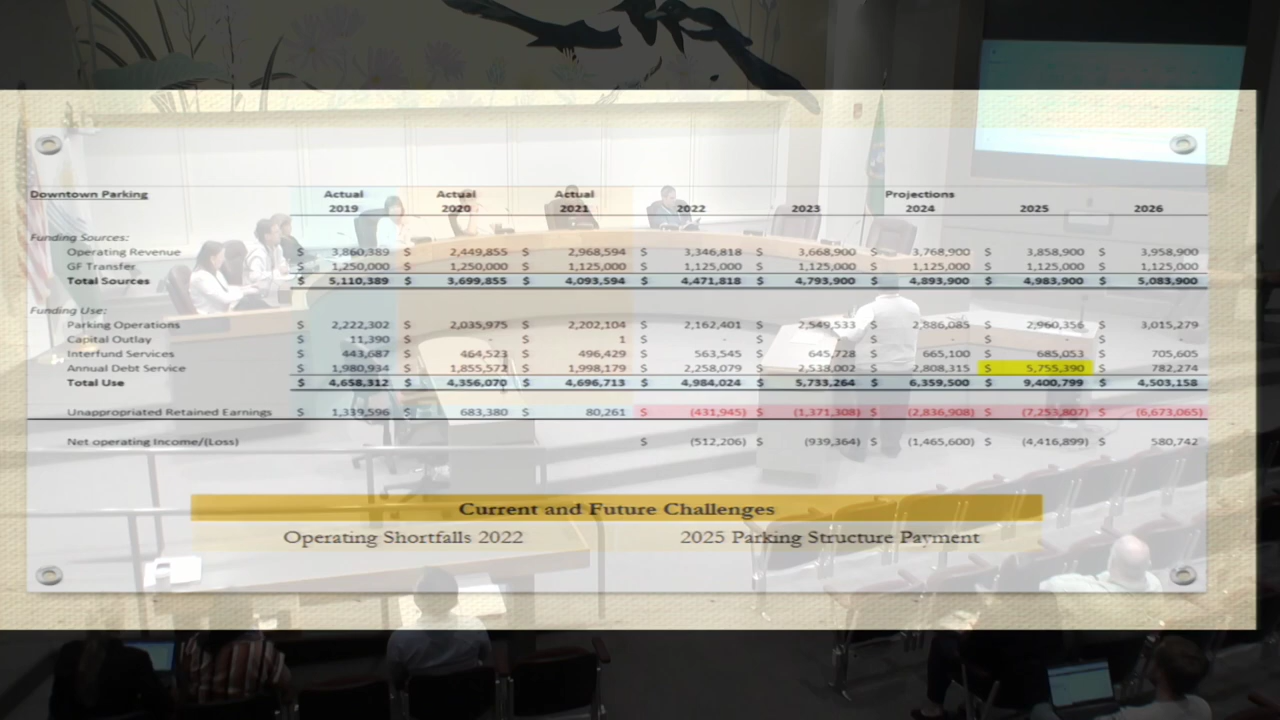 Downtown Parking Actual Actual Actual Projections
2019 2020 2021 2022 2023 2024 2025 2026
Funding Sources:
Operating Revenue $ 3,860,389 $ 2,449,855 $ 2,968,594 $ 3,346,818 $ 3,668,900 $ 3,768,900 $ 3,858,900 $ 3,958,900
GF Transfer $ 1,250,000 $ 1,250,000 $ 1,125,000 $ 1,125,000 $ 1,125,000 $ 1,125,000 $ 1,125,000 $ 1,125,000
Total Sources $ 5,110,389 $ 3,699,855 $ 4,093,594 $ 4,471,818 $ 4,793,900 $ 4,893,900 $ 4,983,900 $ 5,083,900
Funding Use:
Parking Operations $ 2,222,302 $ 2,035,975 $ 2,202,104 $ 2,162,401 $ 2,549,533 $ 2,886,085 $ 2,960,356 $ 3,015,279
Capital Outlay $ 11,390 $ - $ 1 $ - $ - $ - $ - $ -
Interfund Services $ 443,687 $ 464,523 $ 496,429 $ 563,545 $ 645,728 $ 665,100 $ 685,053 $ 705,605
Annual Debt Service $ 1,980,934 $ 1,855,572 $ 1,998,179 $ 2,258,079 $ 2,538,002 $ 2,808,315 $ 5,755,390 $ 782,274
Total Use $ 4,658,312 $ 4,356,070 $ 4,696,713 $ 4,984,024 $ 5,733,264 $ 6,359,500 $ 9,400,799 $ 4,503,158
Unappropriated Retained Earnings $ 1,339,596 $ 683,380 $ 80,261 $ (431,945) $ (1,371,308) $ (2,836,908) $ (7,253,807) $ (6,673,065)
Net operating Income/(Loss) $ (512,206) $ (939,364) $ (1,465,600) $ (4,416,899) $ 580,742
Current and Future Challenges
Operating Shortfalls 2022 2025 Parking Structure Payment